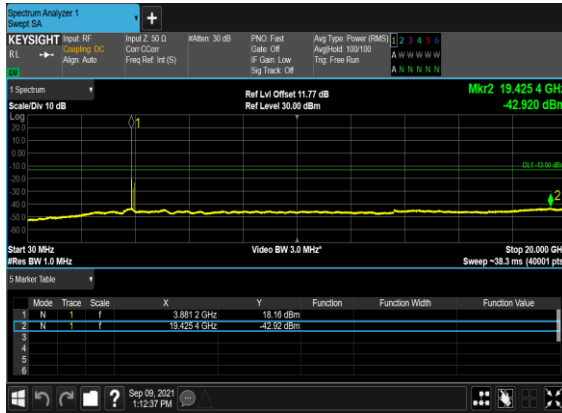 Spectrum Analyzer 1
Swept SA
+
KEYSIGHT Input: RF Input Z: 50 Ω #Atten: 30 dB PNO: Fast Avg Type: Power (RMS) 1 2 3 4 5 6
RL Coupling: DC Corr CCorr Gate: Off Avg|Hold: 100/100 A W W W W W
Align: Auto Freq Ref: Int (S) IF Gain: Low Trig: Free Run
LXI Sig Track: Off A N N N N N
1 Spectrum Ref Lvl Offset 11.77 dB Mkr2 19.425 4 GHz
Scale/Div 10 dB Ref Level 30.00 dBm -42.920 dBm
Log
1
20.0
10.0
0.00
-10.0
DL1 -13.00 dBm
-20.0
-30.0
2
-40.0
-50.0
-60.0
Start 30 MHz Video BW 3.0 MHz* Stop 20.000 GHz
#Res BW 1.0 MHz Sweep ~38.3 ms (40001 pts)
5 Marker Table
Mode Trace Scale X Y Function Function Width Function Value
1 N 1 f 3.881 2 GHz 18.16 dBm
2 N 1 f 19.425 4 GHz -42.92 dBm
3
4
5
6
? Sep 09, 2021
1:12:37 PM